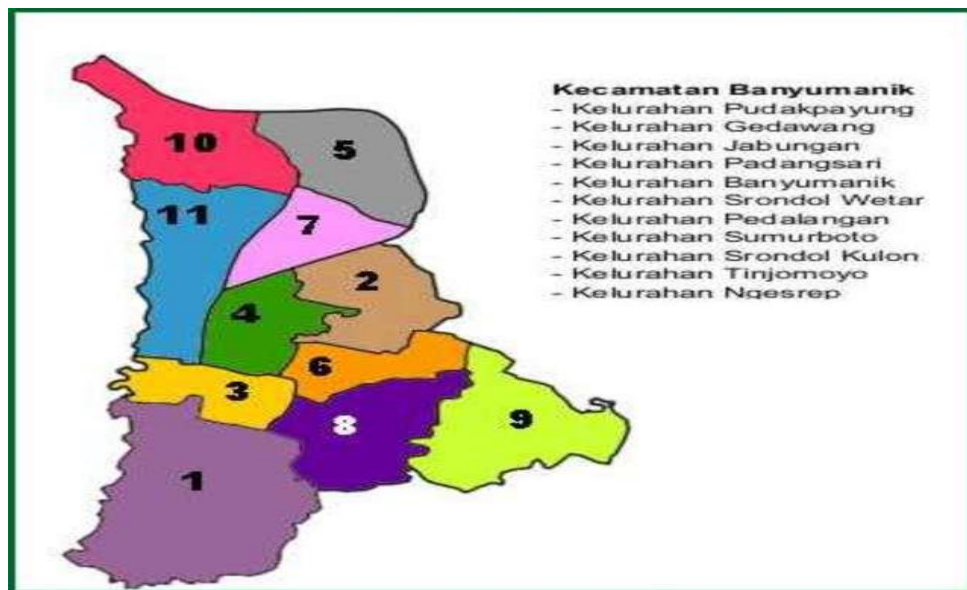 Kecamatan Banyumanik
- Kelurahan Pudakpayung
- Kelurahan Gedawang
- Kelurahan Jabungan
- Kelurahan Padangsari
- Kelurahan Banyumanik
- Kelurahan Srondol Wetar
- Kelurahan Pedalangan
- Kelurahan Sumurboto
- Kelurahan Srondol Kulon
- Kelurahan Tinjomoyo
- Kelurahan Ngesrep
10
5
11
7
2
4
6
3
8
9
1